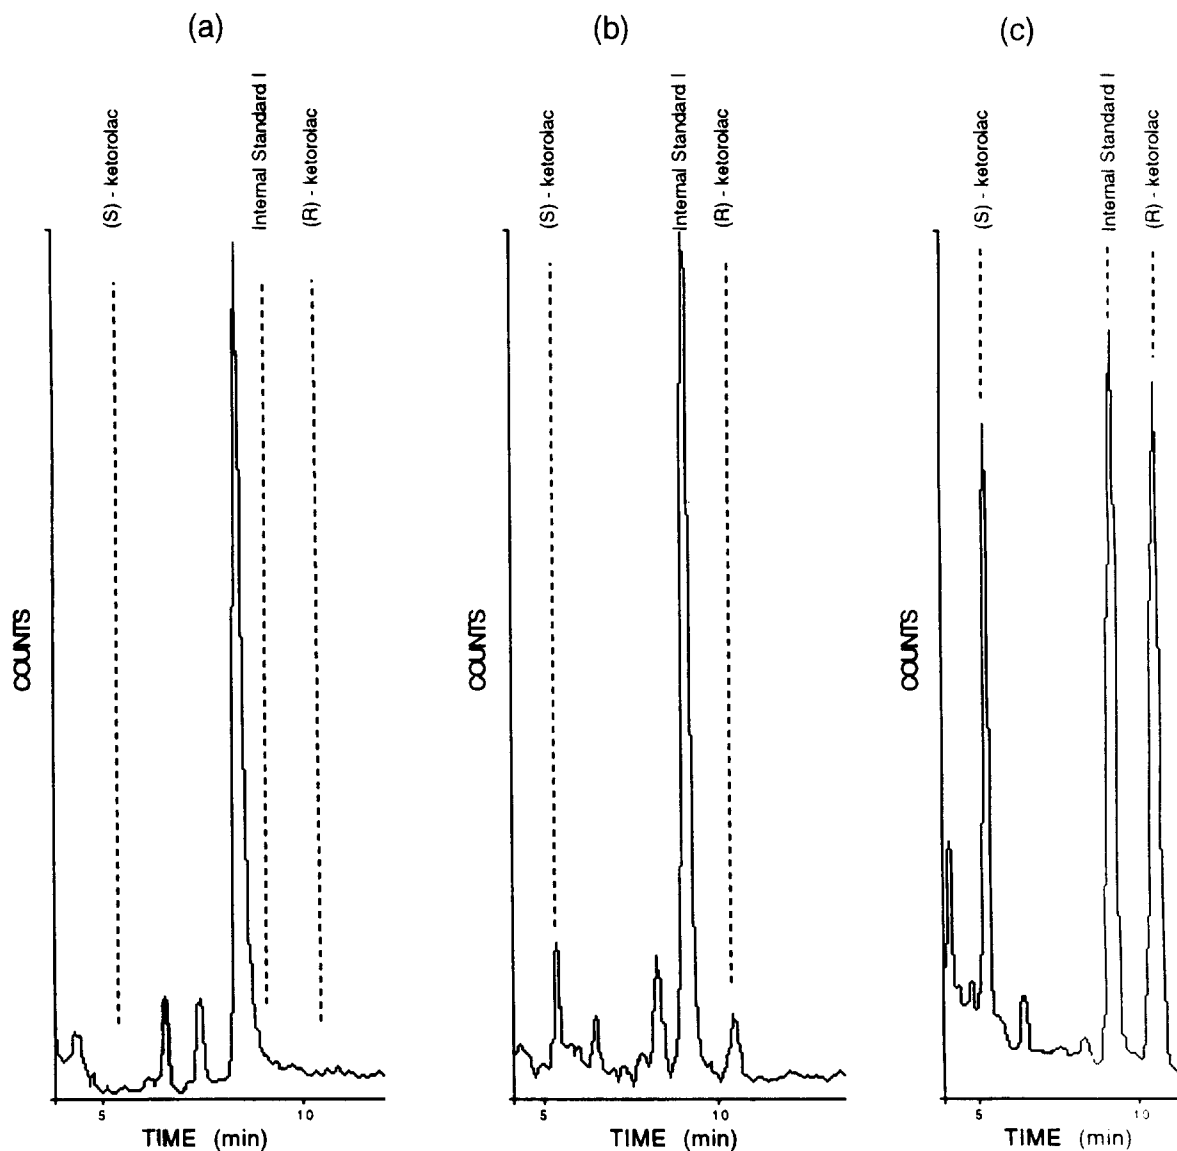 (a)
(S) - ketorolac
Internal Standard I
(R) - ketorolac
COUNTS
5
10
TIME (min)
(b)
(S) - ketorolac
Internal Standard I
(R) - ketorolac
COUNTS
5
10
TIME (min)
(c)
(S) - ketorolac
Internal Standard I
(R) - ketorolac
COUNTS
5
10
TIME (min)